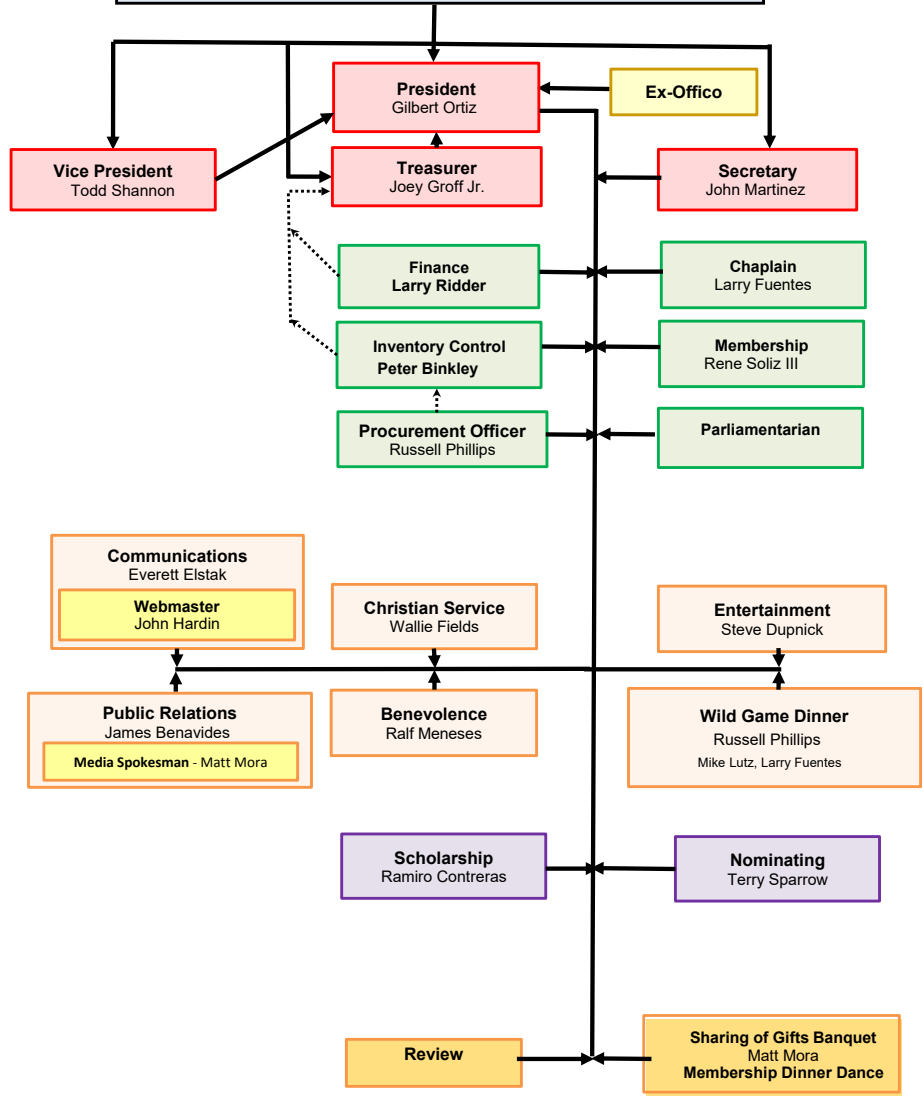 President
Gilbert Ortiz
Ex-Offico
Vice President
Todd Shannon
Treasurer
Joey Groff Jr.
Secretary
John Martinez
Finance
Larry Ridder
Chaplain
Larry Fuentes
Inventory Control
Peter Binkley
Membership
Rene Soliz III
Procurement Officer
Russell Phillips
Parliamentarian
Communications
Everett Elstak
Webmaster
John Hardin
Christian Service
Wallie Fields
Entertainment
Steve Dupnick
Public Relations
James Benavides
Media Spokesman - Matt Mora
Benevolence
Ralf Meneses
Wild Game Dinner
Russell Phillips
Mike Lutz, Larry Fuentes
Scholarship
Ramiro Contreras
Nominating
Terry Sparrow
Review
Sharing of Gifts Banquet
Matt Mora
Membership Dinner Dance